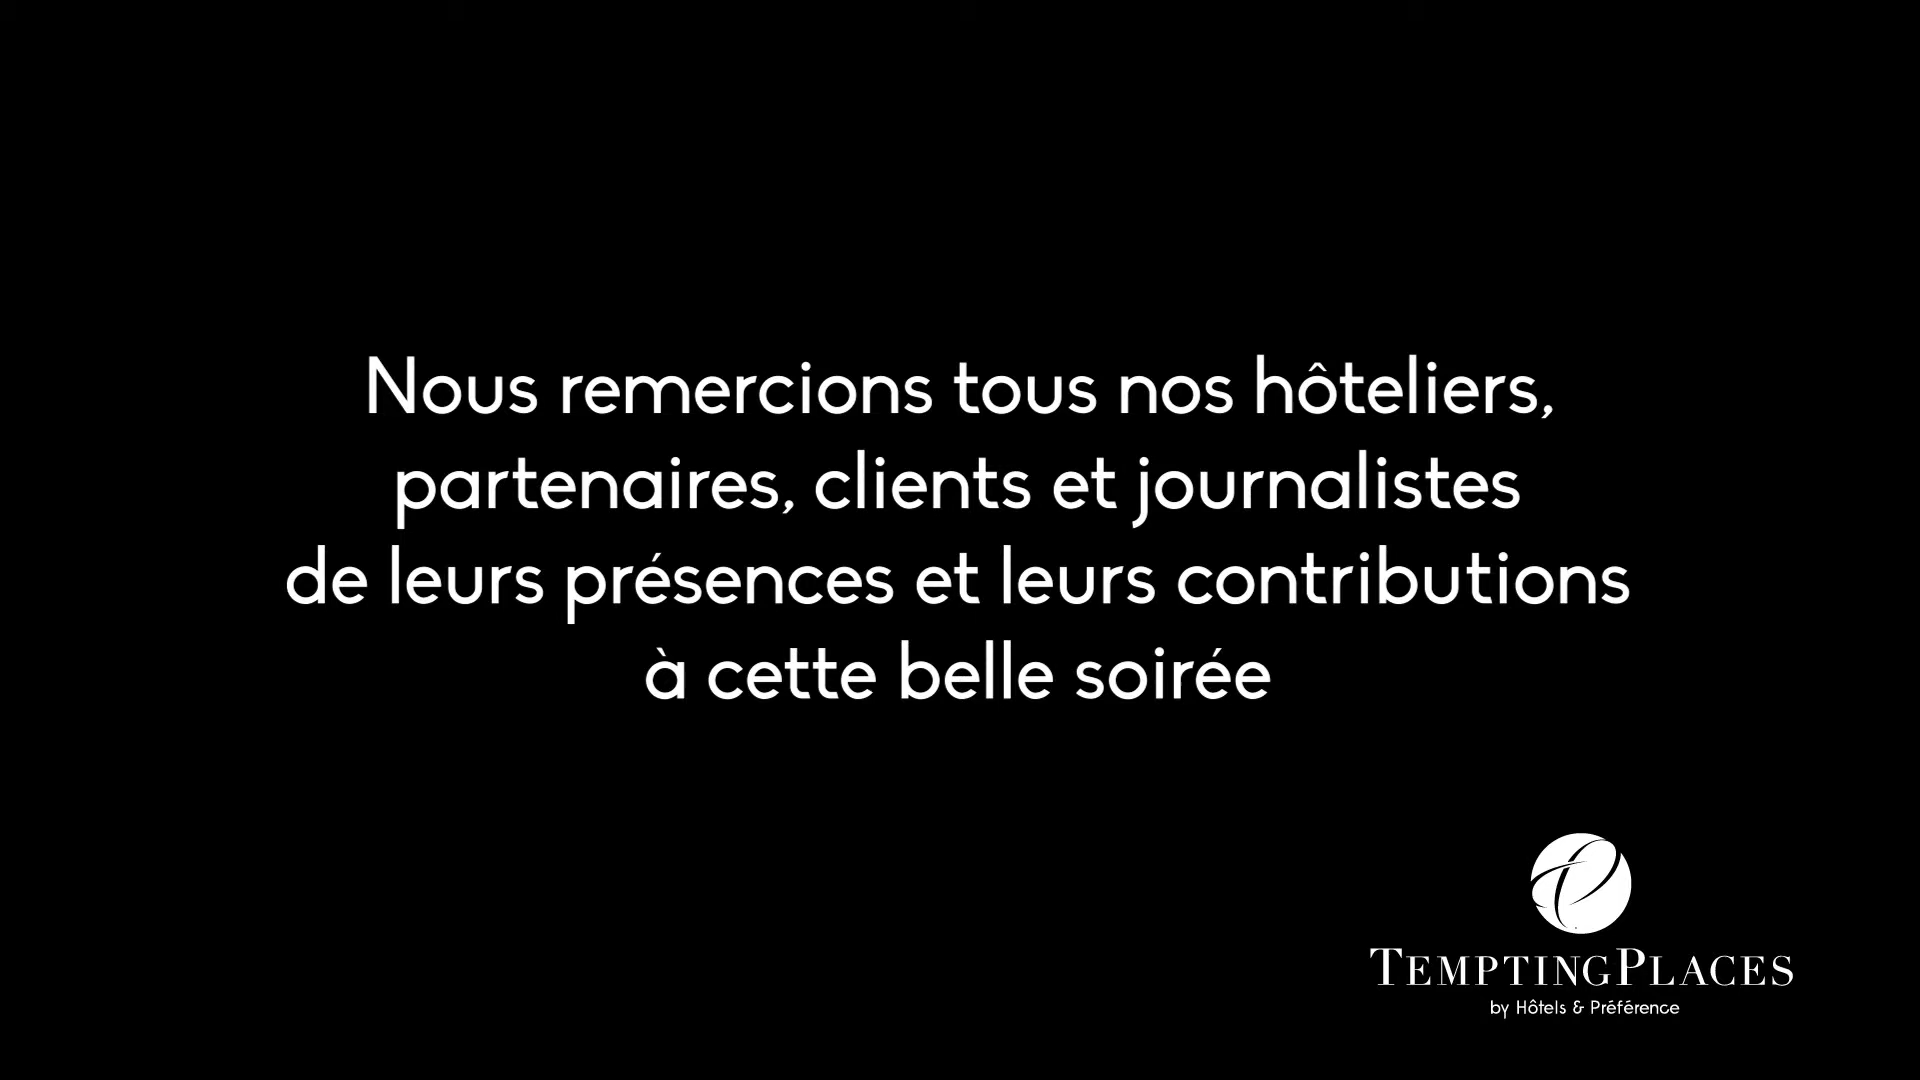 Nous remercions tous nos hôteliers,
partenaires, clients et journalistes
de leurs présences et leurs contributions
à cette belle soirée
TEMPTINGPLACES
by Hôtels & Préférence